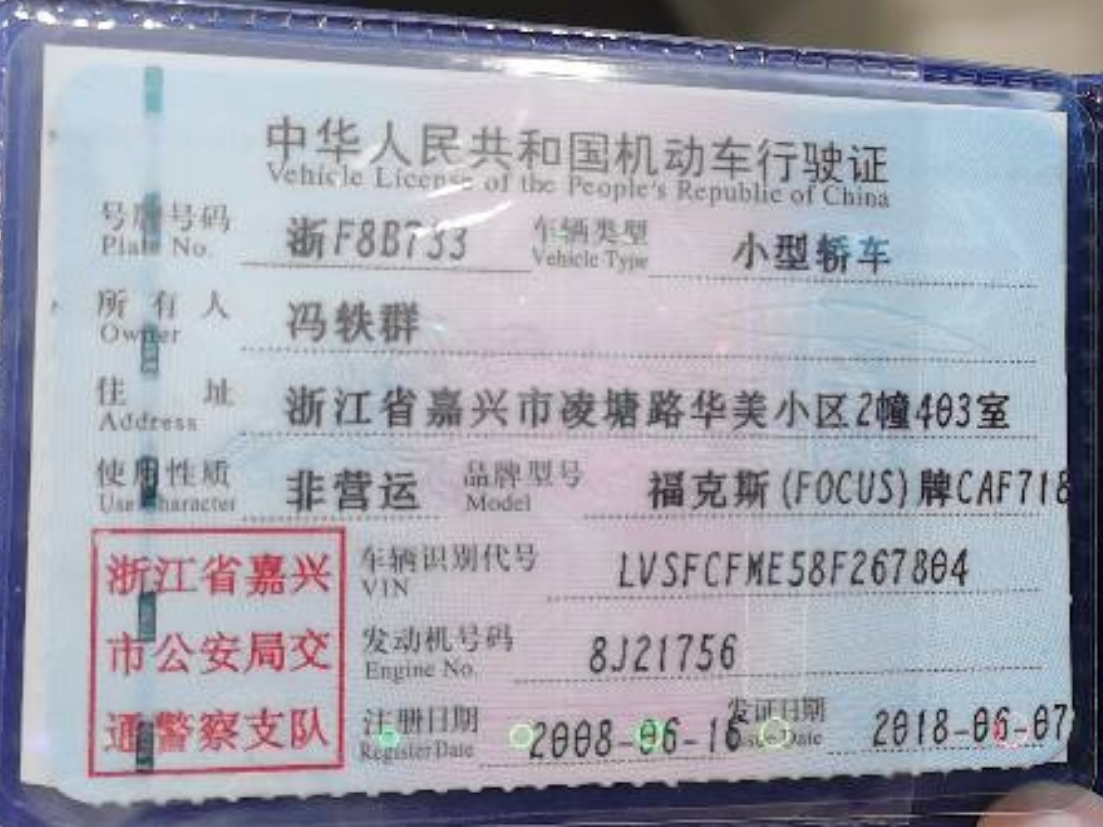 中华人民共和国机动车行驶证
Vehicle License of the People's Republic of China
号牌号码 浙F8B733 车辆类型 小型轿车
Plate No. Vehicle Type
所有人 冯轶群
Owner
住址 浙江省嘉兴市凌塘路华美小区2幢403室
Address
使用性质 非营运 品牌型号 福克斯(FOCUS)牌CAF718
Use Character Model
浙江省嘉兴 车辆识别代号 LVSFCFME58F267804
VIN
市公安局交 发动机号码 8J21756
Engine No.
通警察支队 注册日期 2008-06-16 发证日期 2018-06-07
Register Date Issue Date